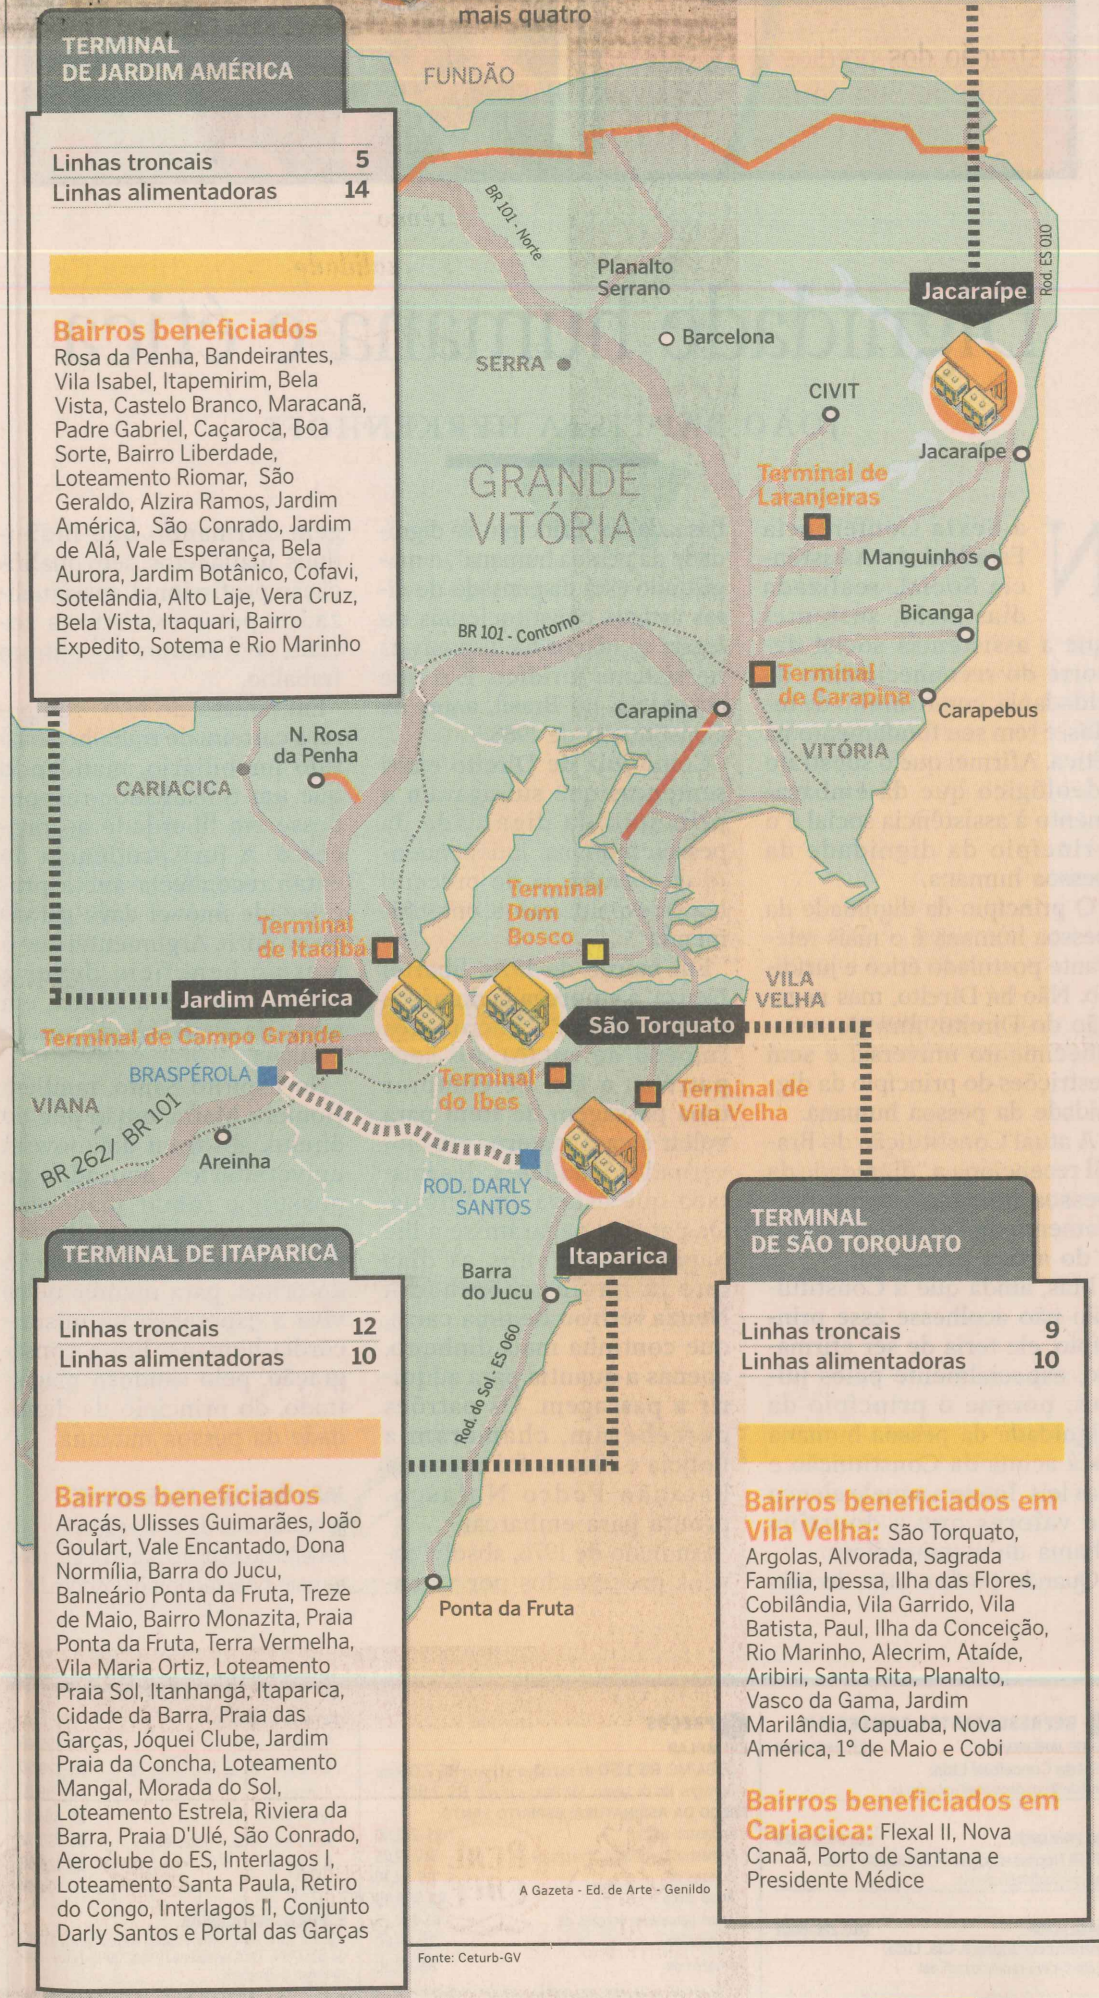 mais quatro
TERMINAL
DE JARDIM AMÉRICA
Linhas troncais 5
Linhas alimentadoras 14
Bairros beneficiados
Rosa da Penha, Bandeirantes,
Vila Isabel, Itapemirim, Bela
Vista, Castelo Branco, Maracanã,
Padre Gabriel, Caçaroca, Boa
Sorte, Bairro Liberdade,
Loteamento Riomar, São
Geraldo, Alzira Ramos, Jardim
América, São Conrado, Jardim
de Alá, Vale Esperança, Bela
Aurora, Jardim Botânico, Cofavi,
Sotelândia, Alto Laje, Vera Cruz,
Bela Vista, Itaquari, Bairro
Expedito, Sotema e Rio Marinho
FUNDÃO
BR 101 - Norte
Planalto
Serrano
Rod. ES 010
Jacaraípe
Barcelona
SERRA
CIVIT
Jacaraípe
GRANDE
VITÓRIA
Terminal de
Laranjeiras
Manguinhos
Bicanga
BR 101 - Contorno
Terminal
de Carapina
Carapina
Carapebus
VITÓRIA
N. Rosa
da Penha
CARIACICA
Terminal
Dom
Bosco
Terminal
de Itacibá
VILA
VELHA
Jardim América
São Torquato
Terminal de Campo Grande
BRASPÉROLA
Terminal
do Ibes
Terminal de
Vila Velha
VIANA
BR 262/ BR 101
Areinha
ROD. DARLY
SANTOS
Itaparica
Barra
do Jucu
Rod. do Sol - ES 060
Ponta da Fruta
TERMINAL DE ITAPARICA
Linhas troncais 12
Linhas alimentadoras 10
Bairros beneficiados
Araçás, Ulisses Guimarães, João
Goulart, Vale Encantado, Dona
Normília, Barra do Jucu,
Balneário Ponta da Fruta, Treze
de Maio, Bairro Monazita, Praia
Ponta da Fruta, Terra Vermelha,
Vila Maria Ortiz, Loteamento
Praia Sol, Itanhangá, Itaparica,
Cidade da Barra, Praia das
Garças, Jóquei Clube, Jardim
Praia da Concha, Loteamento
Mangal, Morada do Sol,
Loteamento Estrela, Riviera da
Barra, Praia D'Ulé, São Conrado,
Aeroclube do ES, Interlagos I,
Loteamento Santa Paula, Retiro
do Congo, Interlagos II, Conjunto
Darly Santos e Portal das Garças
TERMINAL
DE SÃO TORQUATO
Linhas troncais 9
Linhas alimentadoras 10
Bairros beneficiados em
Vila Velha: São Torquato,
Argolas, Alvorada, Sagrada
Família, Ipessa, Ilha das Flores,
Cobilândia, Vila Garrido, Vila
Batista, Paul, Ilha da Conceição,
Rio Marinho, Alecrim, Ataíde,
Aribiri, Santa Rita, Planalto,
Vasco da Gama, Jardim
Marilândia, Capuaba, Nova
América, 1º de Maio e Cobi
Bairros beneficiados em
Cariacica: Flexal II, Nova
Canaã, Porto de Santana e
Presidente Médice
A Gazeta - Ed. de Arte - Genildo
Fonte: Ceturb-GV